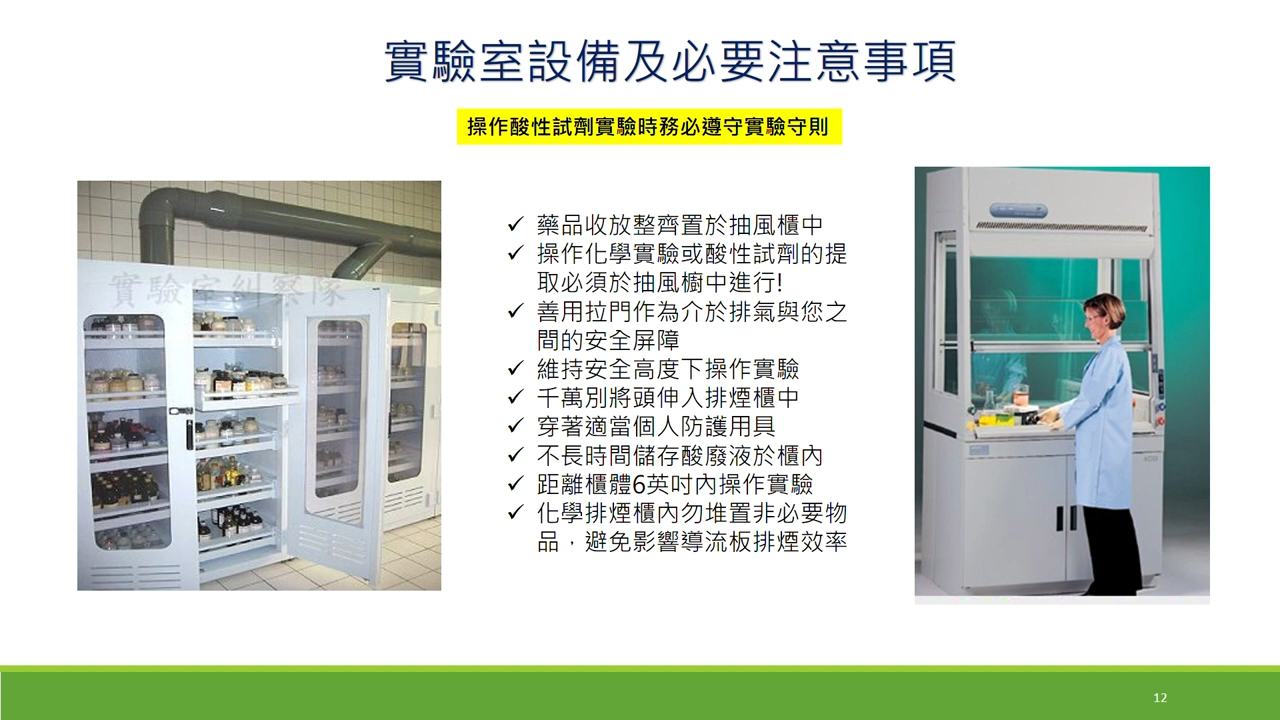 實驗室設備及必要注意事項
操作酸性試劑實驗時務必遵守實驗守則
實驗室糾察隊
✓ 藥品收放整齊置於抽風櫃中
✓ 操作化學實驗或酸性試劑的提
取必須於抽風櫥中進行!
✓ 善用拉門作為介於排氣與您之
間的安全屏障
✓ 維持安全高度下操作實驗
✓ 千萬別將頭伸入排煙櫃中
✓ 穿著適當個人防護用具
✓ 不長時間儲存酸廢液於櫃內
✓ 距離櫃體6英吋內操作實驗
✓ 化學排煙櫃內勿堆置非必要物
品，避免影響導流板排煙效率
12